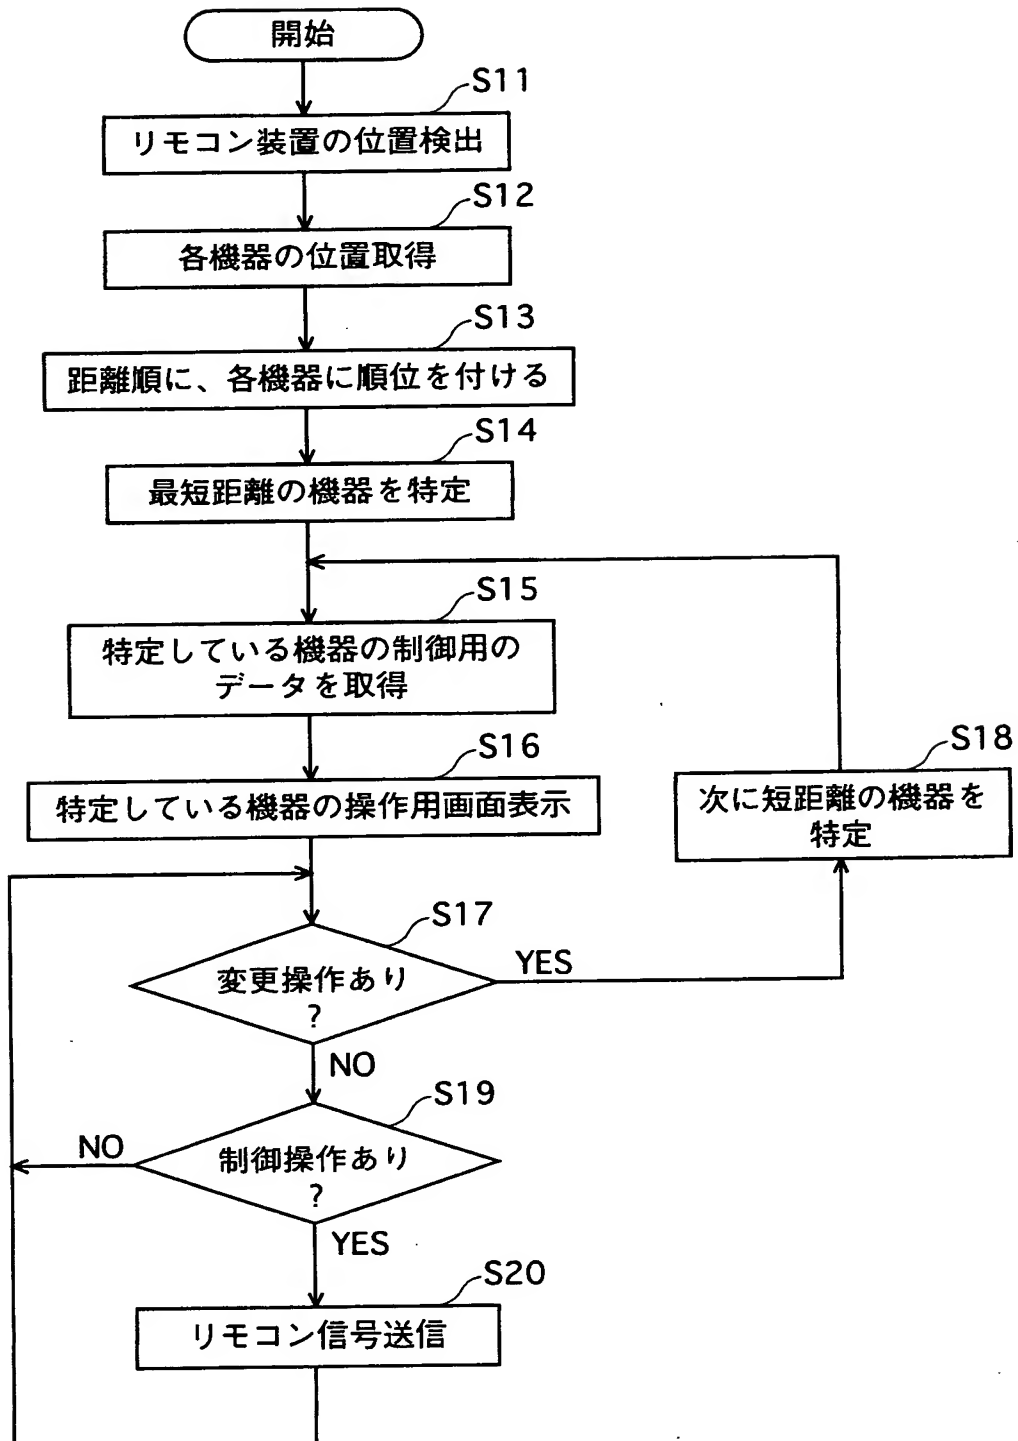 開始
S11
リモコン装置の位置検出
S12
各機器の位置取得
S13
距離順に、各機器に順位を付ける
S14
最短距離の機器を特定
S15
特定している機器の制御用の
データを取得
S16
特定している機器の操作用画面表示
S18
次に短距離の機器を
特定
S17
変更操作あり
?
YES
NO
S19
制御操作あり
?
NO
YES
S20
リモコン信号送信